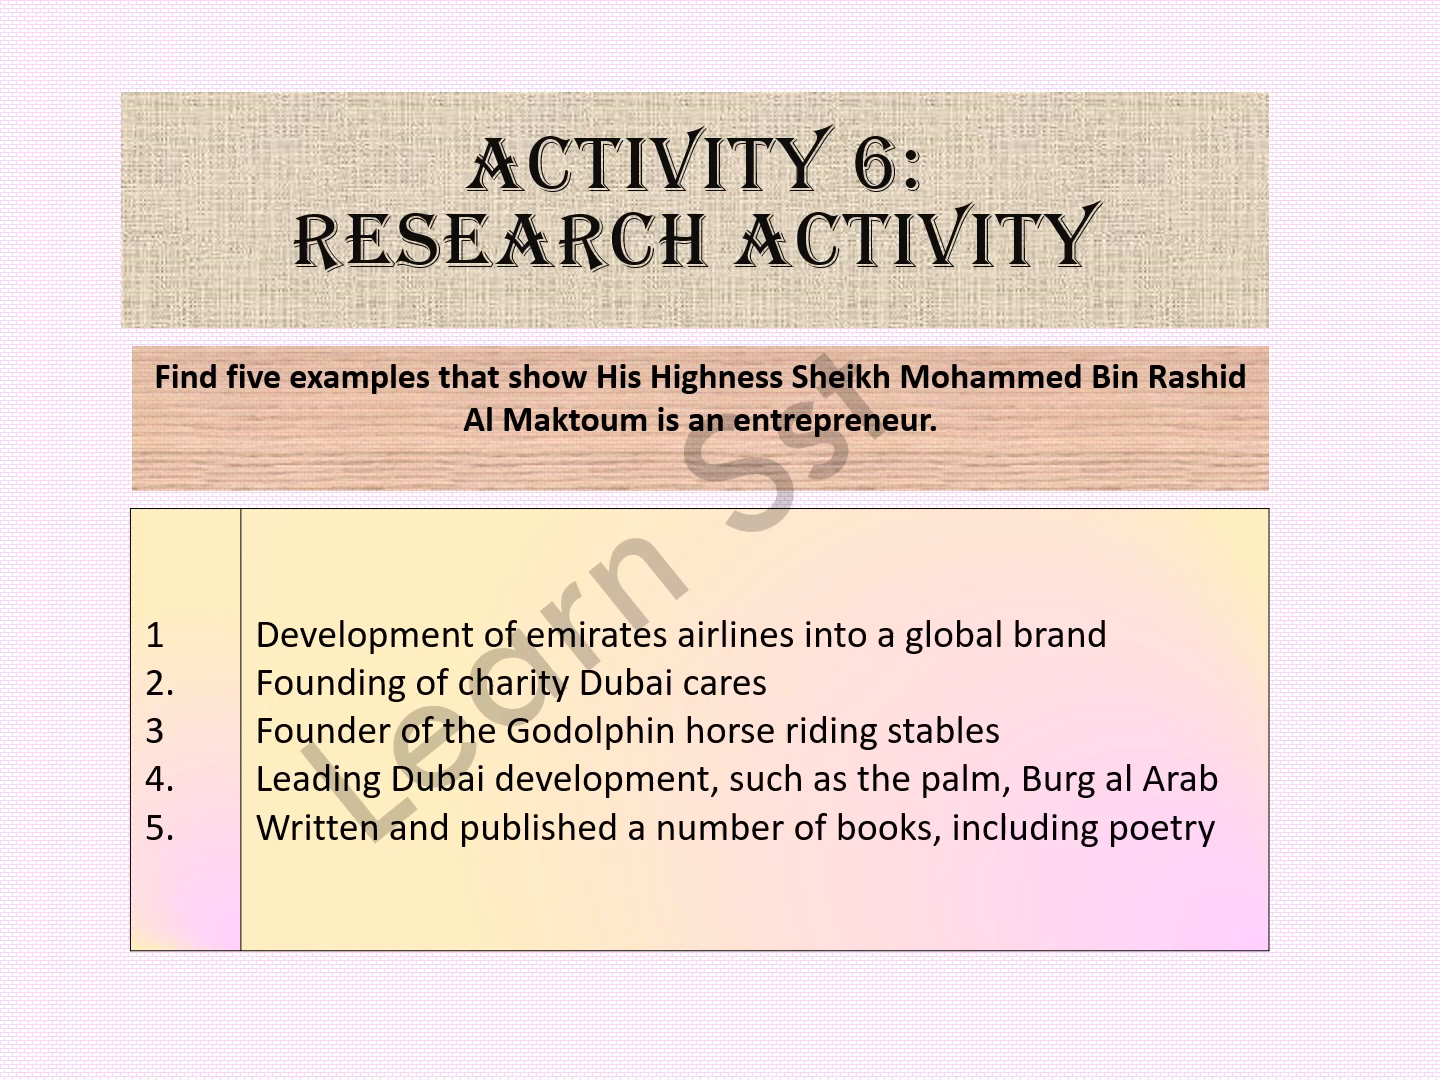 ACTIVITY 6:
RESEARCH ACTIVITY
Find five examples that show His Highness Sheikh Mohammed Bin Rashid
Al Maktoum is an entrepreneur.
1 Development of emirates airlines into a global brand
2. Founding of charity Dubai cares
3 Founder of the Godolphin horse riding stables
4. Leading Dubai development, such as the palm, Burg al Arab
5. Written and published a number of books, including poetry
Learn Sst